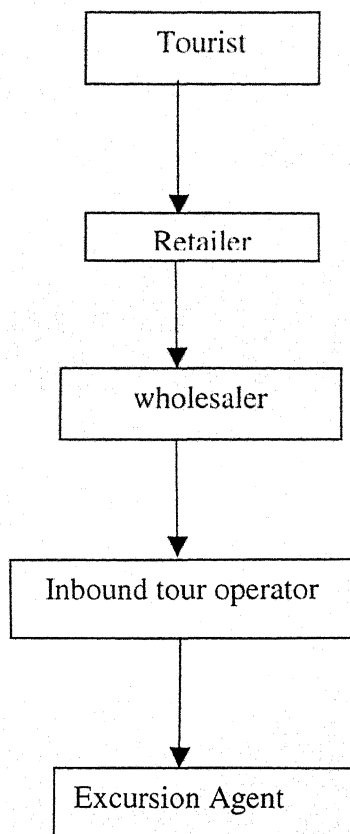 Tourist
Retailer
wholesaler
Inbound tour operator
Excursion Agent